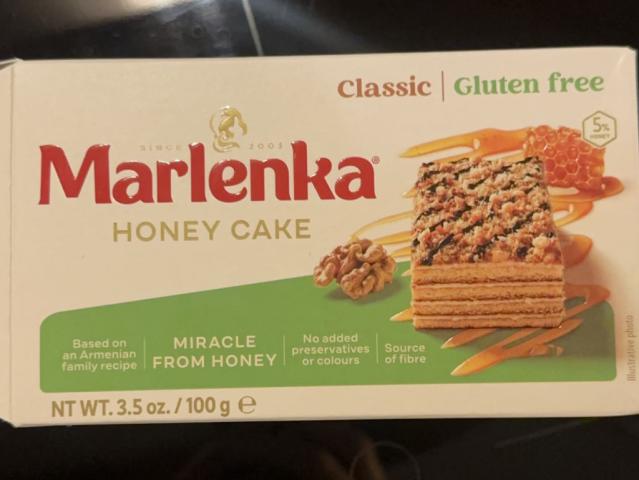 Classic | Gluten free
5%
HONEY
SINCE 2003
Marlenka®
HONEY CAKE
Based on
an Armenian
family recipe
MIRACLE
FROM HONEY
No added
preservatives
or colours
Source
of fibre
Illustrative photo
NT WT. 3.5 oz. / 100 g ℮